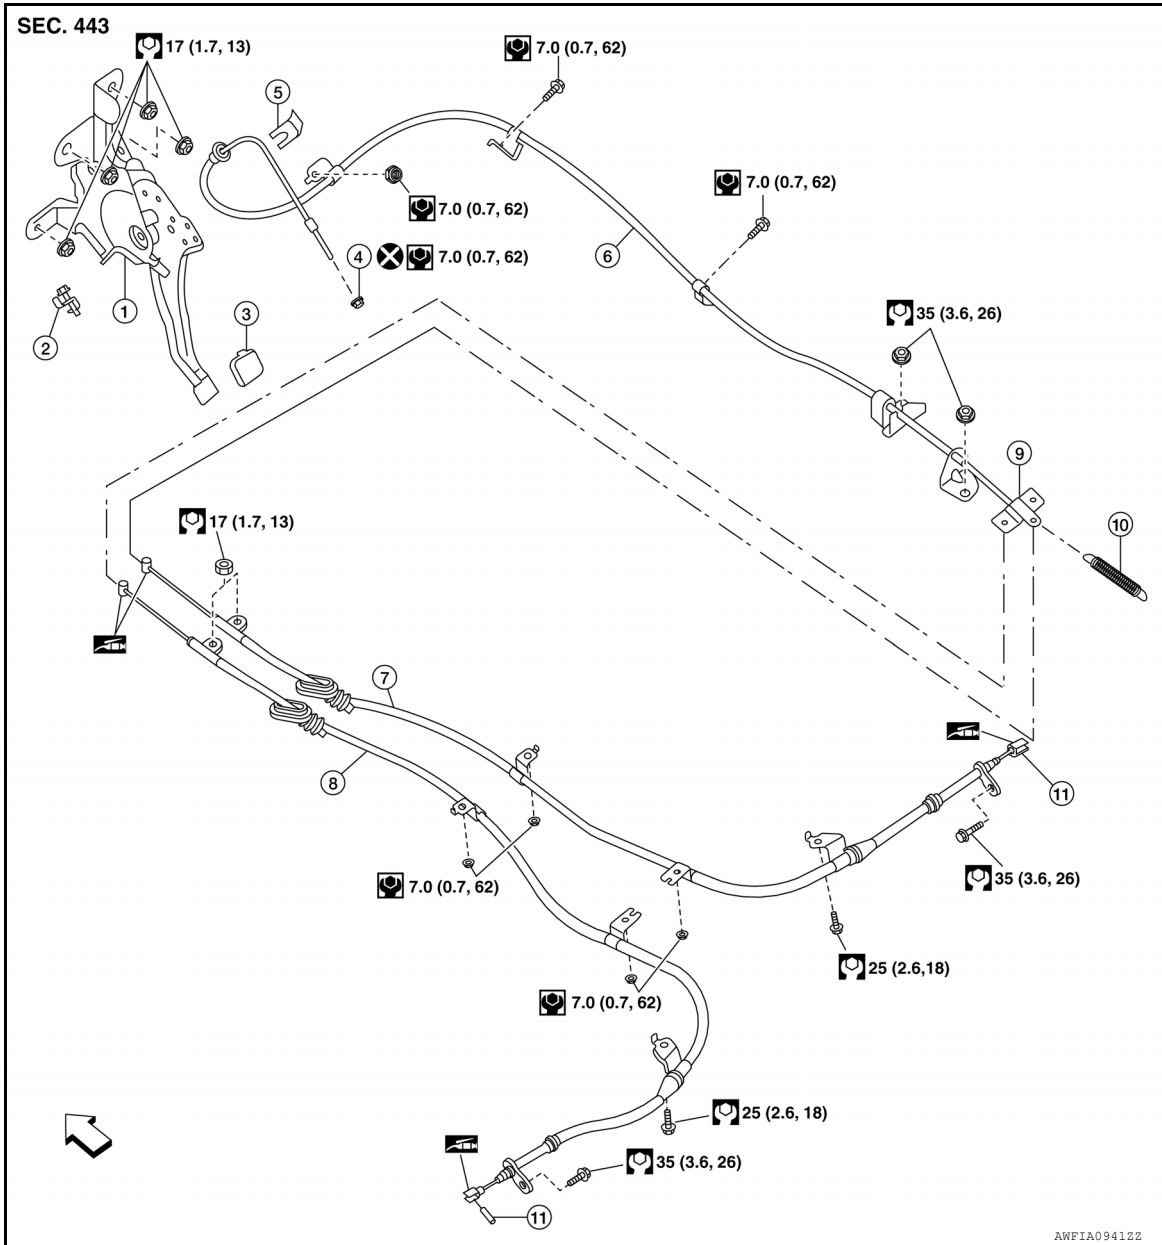 SEC. 443
17 (1.7, 13)
7.0 (0.7, 62)
5
7.0 (0.7, 62)
7.0 (0.7, 62)
6
4
7.0 (0.7, 62)
1
3
2
35 (3.6, 26)
9
10
17 (1.7, 13)
7
8
11
35 (3.6, 26)
7.0 (0.7, 62)
25 (2.6,18)
7.0 (0.7, 62)
25 (2.6, 18)
35 (3.6, 26)
11
AWFIA0941ZZ